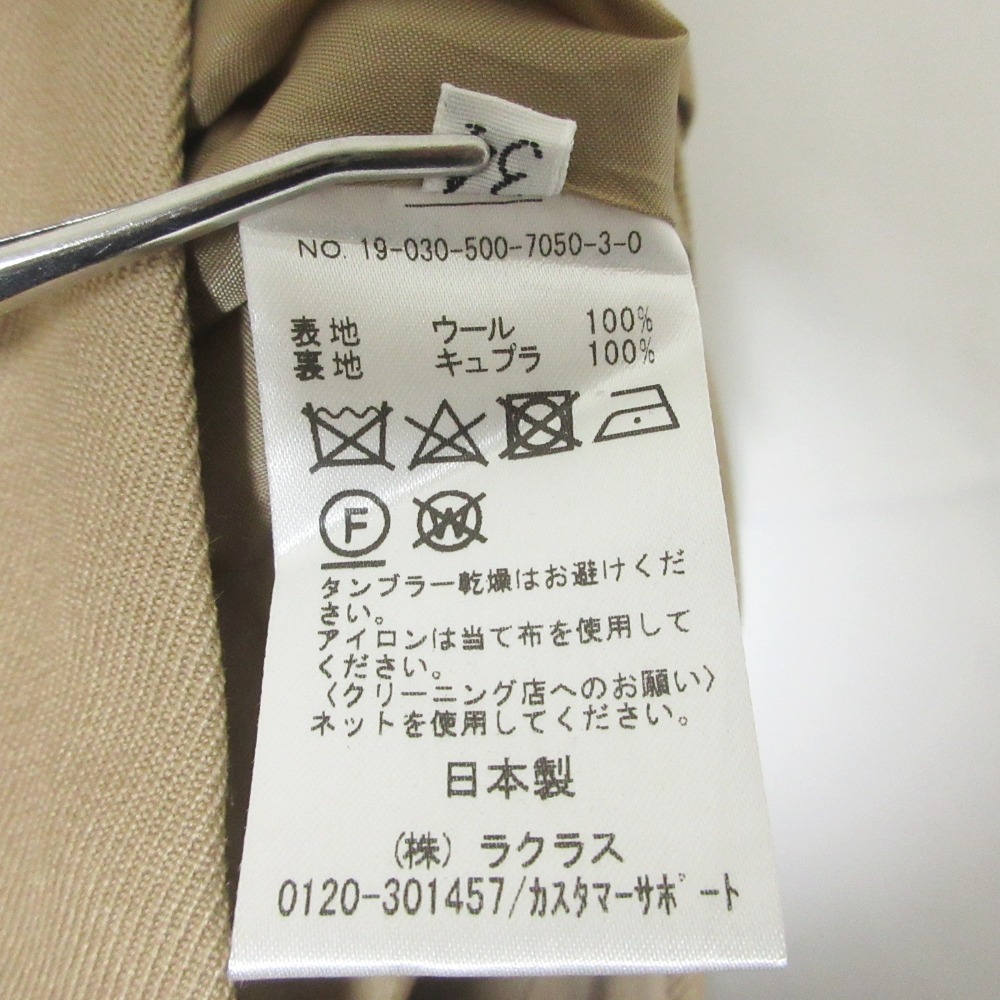 NO. 19-030-500-7050-3-0
表地 ウール 100%
裏地 キュプラ 100%
F W
タンブラー乾燥はお避けくだ
さい。
アイロンは当て布を使用して
ください。
〈クリーニング店へのお願い〉
ネットを使用してください。
日本製
(株) ラクラス
0120-301457/カスタマーサポート